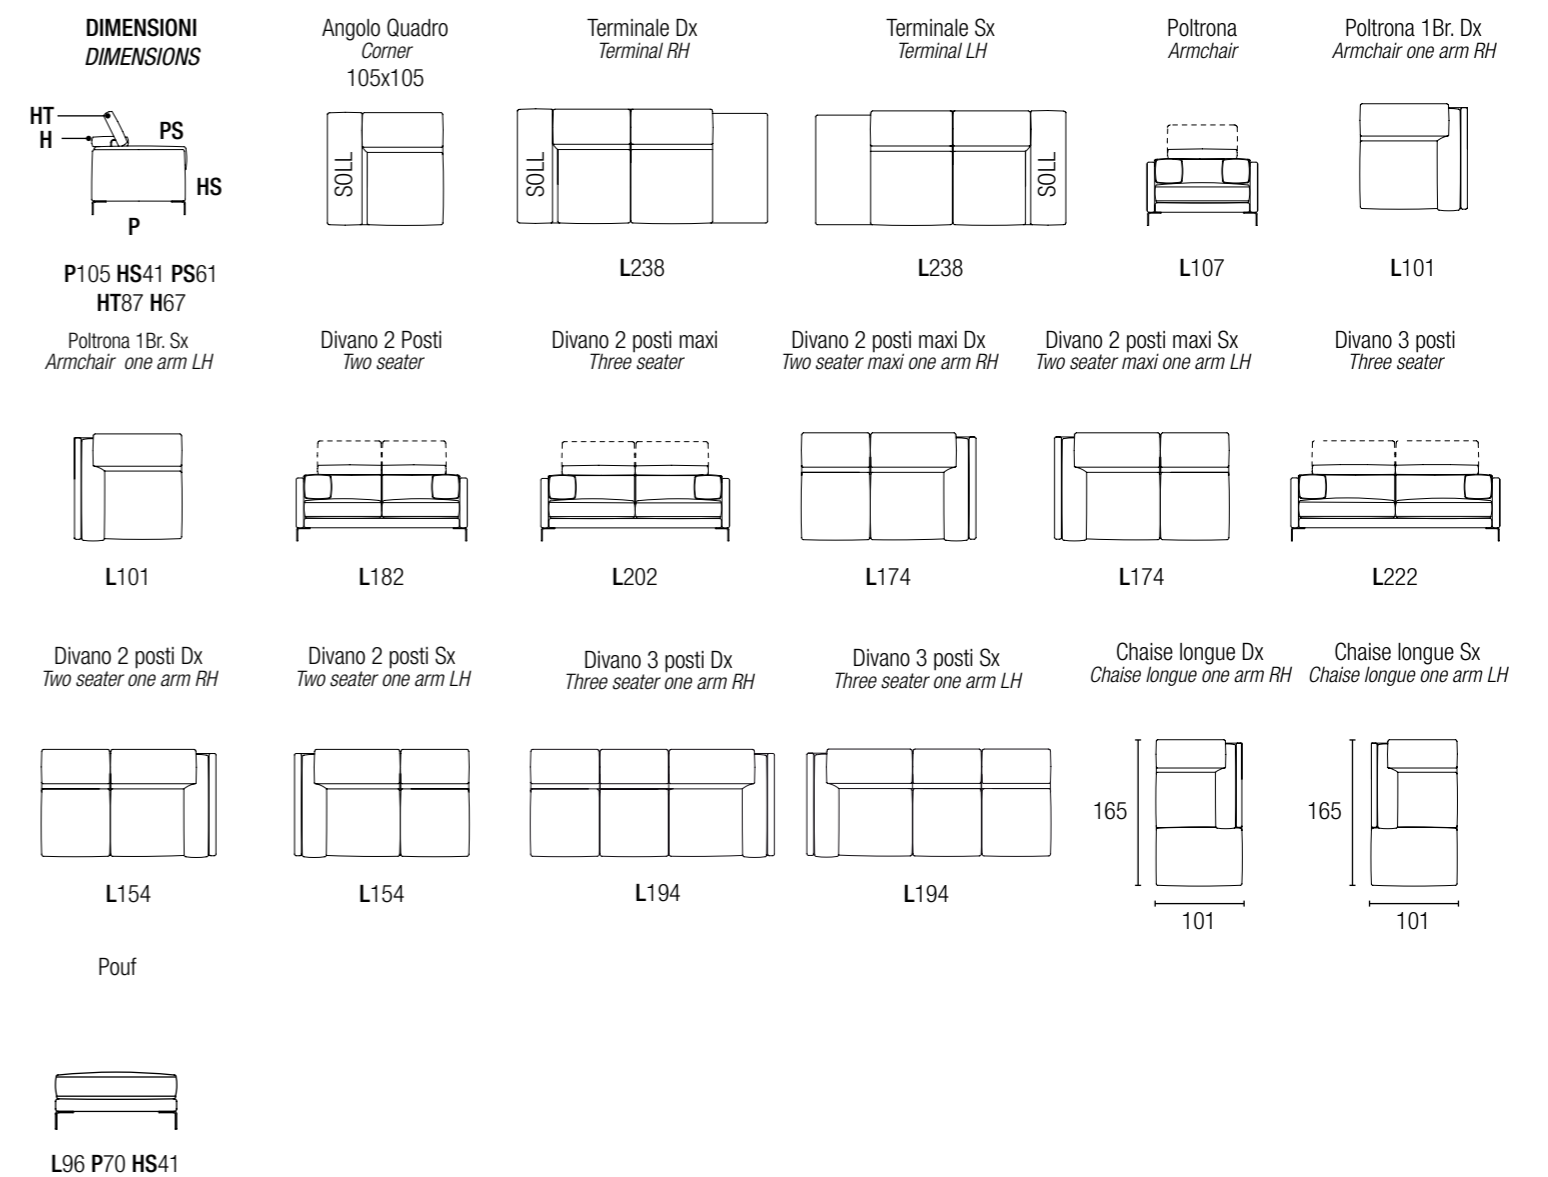 DIMENSIONI
DIMENSIONS
HT
H
PS
HS
P
P105 HS41 PS61
HT87 H67
Angolo Quadro
Corner
105x105
SOLL
Terminale Dx
Terminal RH
SOLL
L238
Terminale Sx
Terminal LH
SOLL
L238
Poltrona
Armchair
L107
Poltrona 1Br. Dx
Armchair one arm RH
L101
Poltrona 1Br. Sx
Armchair one arm LH
L101
Divano 2 Posti
Two seater
L182
Divano 2 posti maxi
Three seater
L202
Divano 2 posti maxi Dx
Two seater maxi one arm RH
L174
Divano 2 posti maxi Sx
Two seater maxi one arm LH
L174
Divano 3 posti
Three seater
L222
Divano 2 posti Dx
Two seater one arm RH
L154
Divano 2 posti Sx
Two seater one arm LH
L154
Divano 3 posti Dx
Three seater one arm RH
L194
Divano 3 posti Sx
Three seater one arm LH
L194
Chaise longue Dx
Chaise longue one arm RH
165
101
Chaise longue Sx
Chaise longue one arm LH
165
101
Pouf
L96 P70 HS41